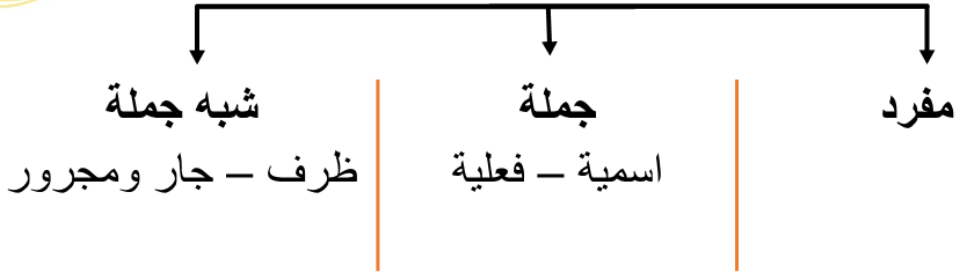 مفرد
جملة
اسمية – فعلية
شبه جملة
ظرف – جار ومجرور